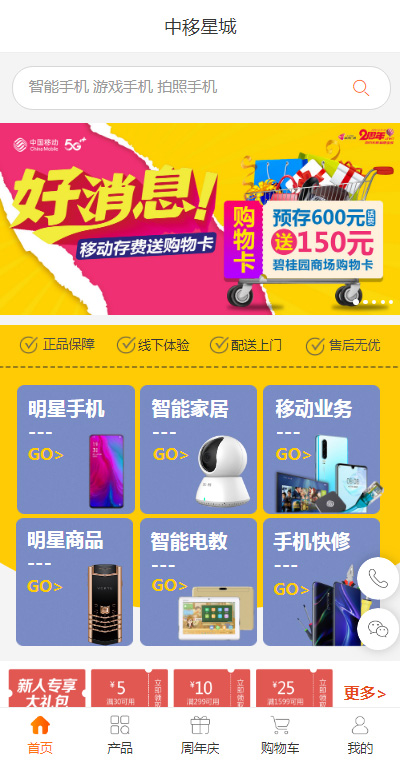 中移星城
智能手机 游戏手机 拍照手机
中国移动
China Mobile
5G
2周年
好消息!
移动存费送购物卡
购物卡
预存600元话费
送150元
碧桂园商场购物卡
正品保障
线下体验
配送上门
售后无优
明星手机
---
GO>
智能家居
---
GO>
移动业务
---
GO>
明星商品
---
GO>
智能电教
---
GO>
手机快修
---
GO>
新人专享
大礼包
¥5
满30可用
立即领取
¥10
满299可用
立即领取
¥25
满1599可用
立即领取
更多>
首页
产品
周年庆
购物车
我的